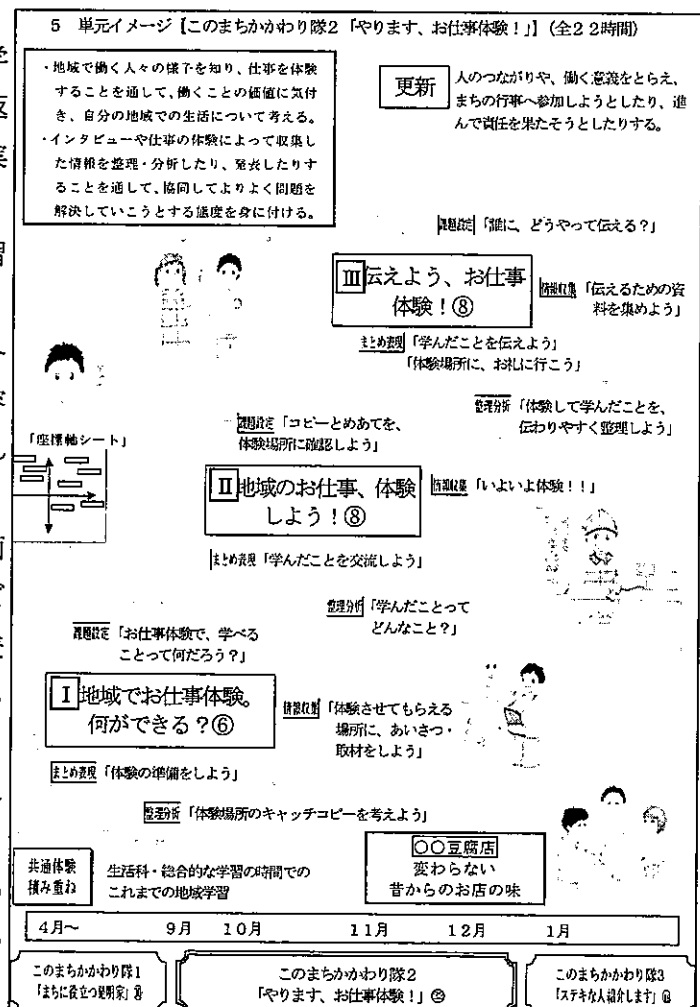 5 単元イメージ【このまちかかわり隊2「やります、お仕事体験！」】(全22時間)
・地域で働く人々の様子を知り、仕事を体験
することを通して、働くことの価値に気付
き、自分の地域での生活について考える。
・インタビューや仕事の体験によって収集し
た情報を整理・分析したり、発表したりす
ることを通して、協同してよりよく問題を
解決していこうとする態度を身に付ける。
更新
人のつながりや、働く意義をとらえ、
まちの行事へ参加しようとしたり、進
んで責任を果たそうとしたりする。
課題設定「誰に、どうやって伝える？」
Ⅲ伝えよう、お仕事
体験！⑧
情報収集「伝えるための資
料を集めよう」
まとめ表現「学んだことを伝えよう」
「体験場所に、お礼に行こう」
整理分析「体験して学んだことを、
伝わりやすく整理しよう」
「座標軸シート」
課題設定「コピーとめあてを、
体験場所に確認しよう」
Ⅱ地域のお仕事、体験
しよう！⑧
情報収集「いよいよ体験！！」
まとめ表現「学んだことを交流しよう」
整理分析「学んだことって
どんなこと？」
課題設定「お仕事体験で、学べる
ことって何だろう？」
Ⅰ地域でお仕事体験。
何ができる？⑥
情報収集「体験させてもらえる
場所に、あいさつ・
取材をしよう」
まとめ表現「体験の準備をしよう」
整理分析「体験場所のキャッチコピーを考えよう」
○○豆腐店
変わらない
昔からのお店の味
共通体験
積み重ね
生活科・総合的な学習の時間での
これまでの地域学習
4月～ 9月 10月 11月 12月 1月
このまちかかわり隊1
「まちに役立つ発明家」
このまちかかわり隊2
「やります、お仕事体験！」㉒
このまちかかわり隊3
「ステキな人紹介します」